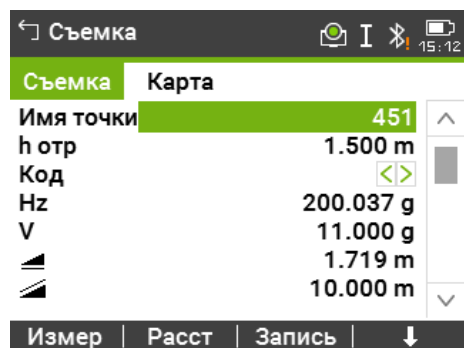 Съемка
I
15:12
Съемка Карта
Имя точки 451
h отр 1.500 m
Код
Hz 200.037 g
V 11.000 g
1.719 m
10.000 m
Измер | Расст | Запись |